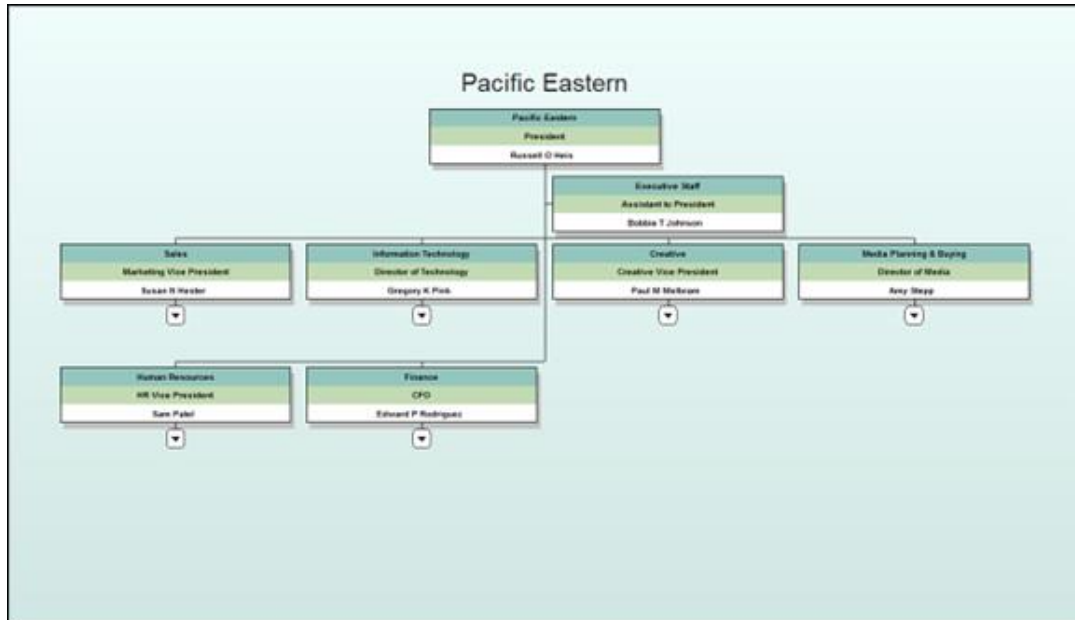 Pacific Eastern
Pacific Eastern
President
Russell O Heis
Executive Staff
Assistant to President
Bobbie T Johnson
Sales
Marketing Vice President
Susan R Hester
Information Technology
Director of Technology
Gregory K Pink
Creative
Creative Vice President
Paul M
Media Planning & Buying
Director of Media
Amy Stepp
Human Resources
HR Vice President
Sam Patel
Finance
CFO
Edward P Rodriguez